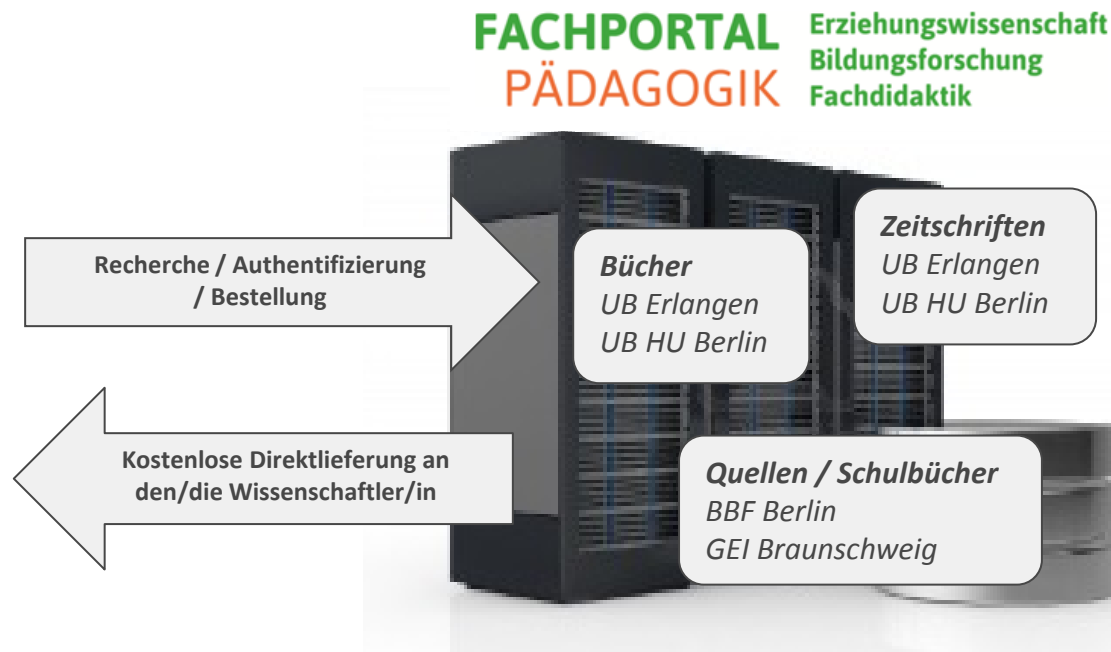 FACHPORTAL
PÄDAGOGIK
Erziehungswissenschaft
Bildungsforschung
Fachdidaktik
Recherche / Authentifizierung
/ Bestellung
Bücher
UB Erlangen
UB HU Berlin
Zeitschriften
UB Erlangen
UB HU Berlin
Kostenlose Direktlieferung an
den/die Wissenschaftler/in
Quellen / Schulbücher
BBF Berlin
GEI Braunschweig